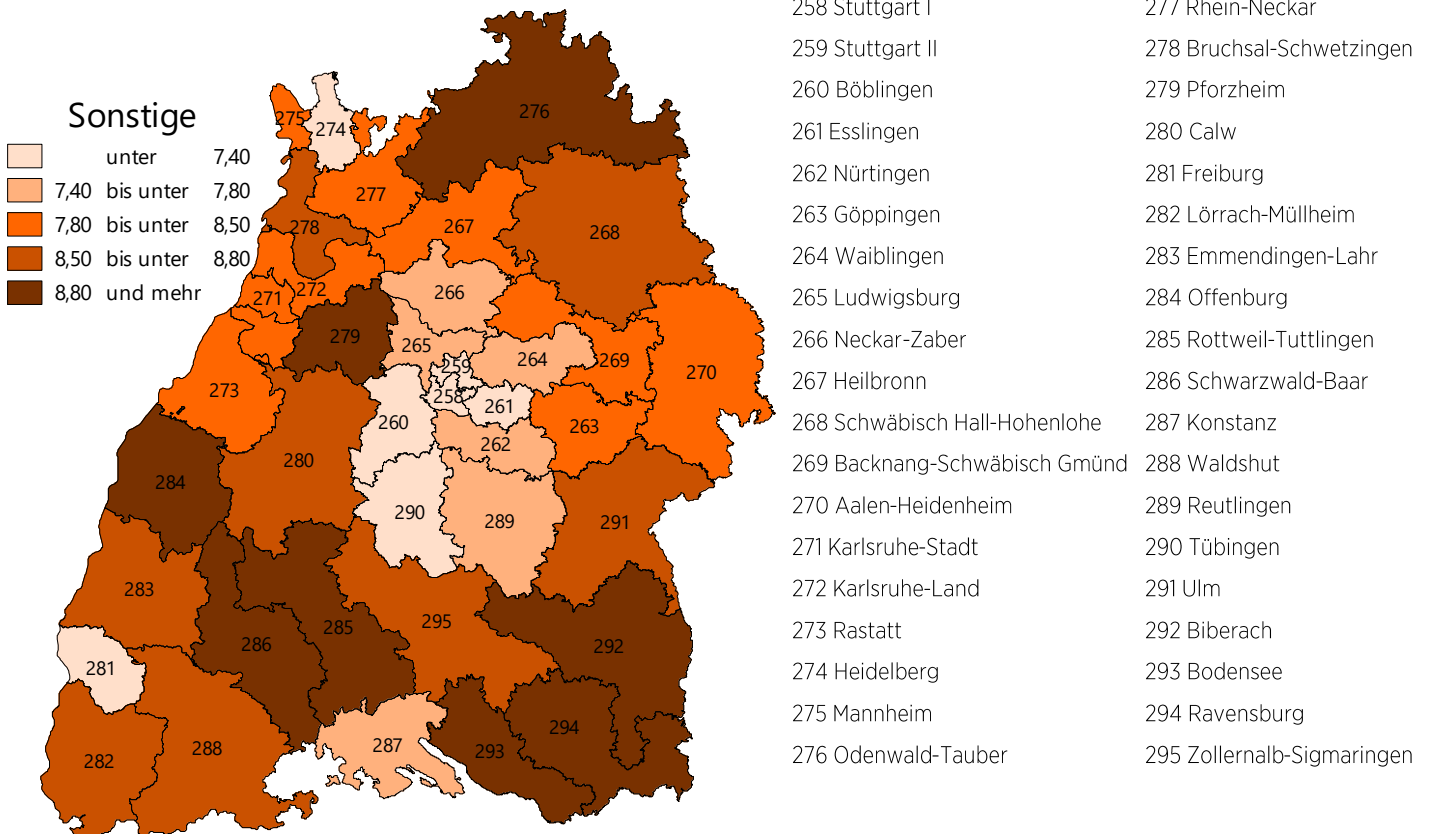 Sonstige
unter 7,40
7,40 bis unter 7,80
7,80 bis unter 8,50
8,50 bis unter 8,80
8,80 und mehr
276
275
274
277
278
267
268
271
272
266
279
265
259
264
269
270
273
258
261
260
262
263
280
284
290
289
291
283
285
295
286
292
281
294
287
288
293
282
258 Stuttgart I
259 Stuttgart II
260 Böblingen
261 Esslingen
262 Nürtingen
263 Göppingen
264 Waiblingen
265 Ludwigsburg
266 Neckar-Zaber
267 Heilbronn
268 Schwäbisch Hall-Hohenlohe
269 Backnang-Schwäbisch Gmünd
270 Aalen-Heidenheim
271 Karlsruhe-Stadt
272 Karlsruhe-Land
273 Rastatt
274 Heidelberg
275 Mannheim
276 Odenwald-Tauber
277 Rhein-Neckar
278 Bruchsal-Schwetzingen
279 Pforzheim
280 Calw
281 Freiburg
282 Lörrach-Müllheim
283 Emmendingen-Lahr
284 Offenburg
285 Rottweil-Tuttlingen
286 Schwarzwald-Baar
287 Konstanz
288 Waldshut
289 Reutlingen
290 Tübingen
291 Ulm
292 Biberach
293 Bodensee
294 Ravensburg
295 Zollernalb-Sigmaringen